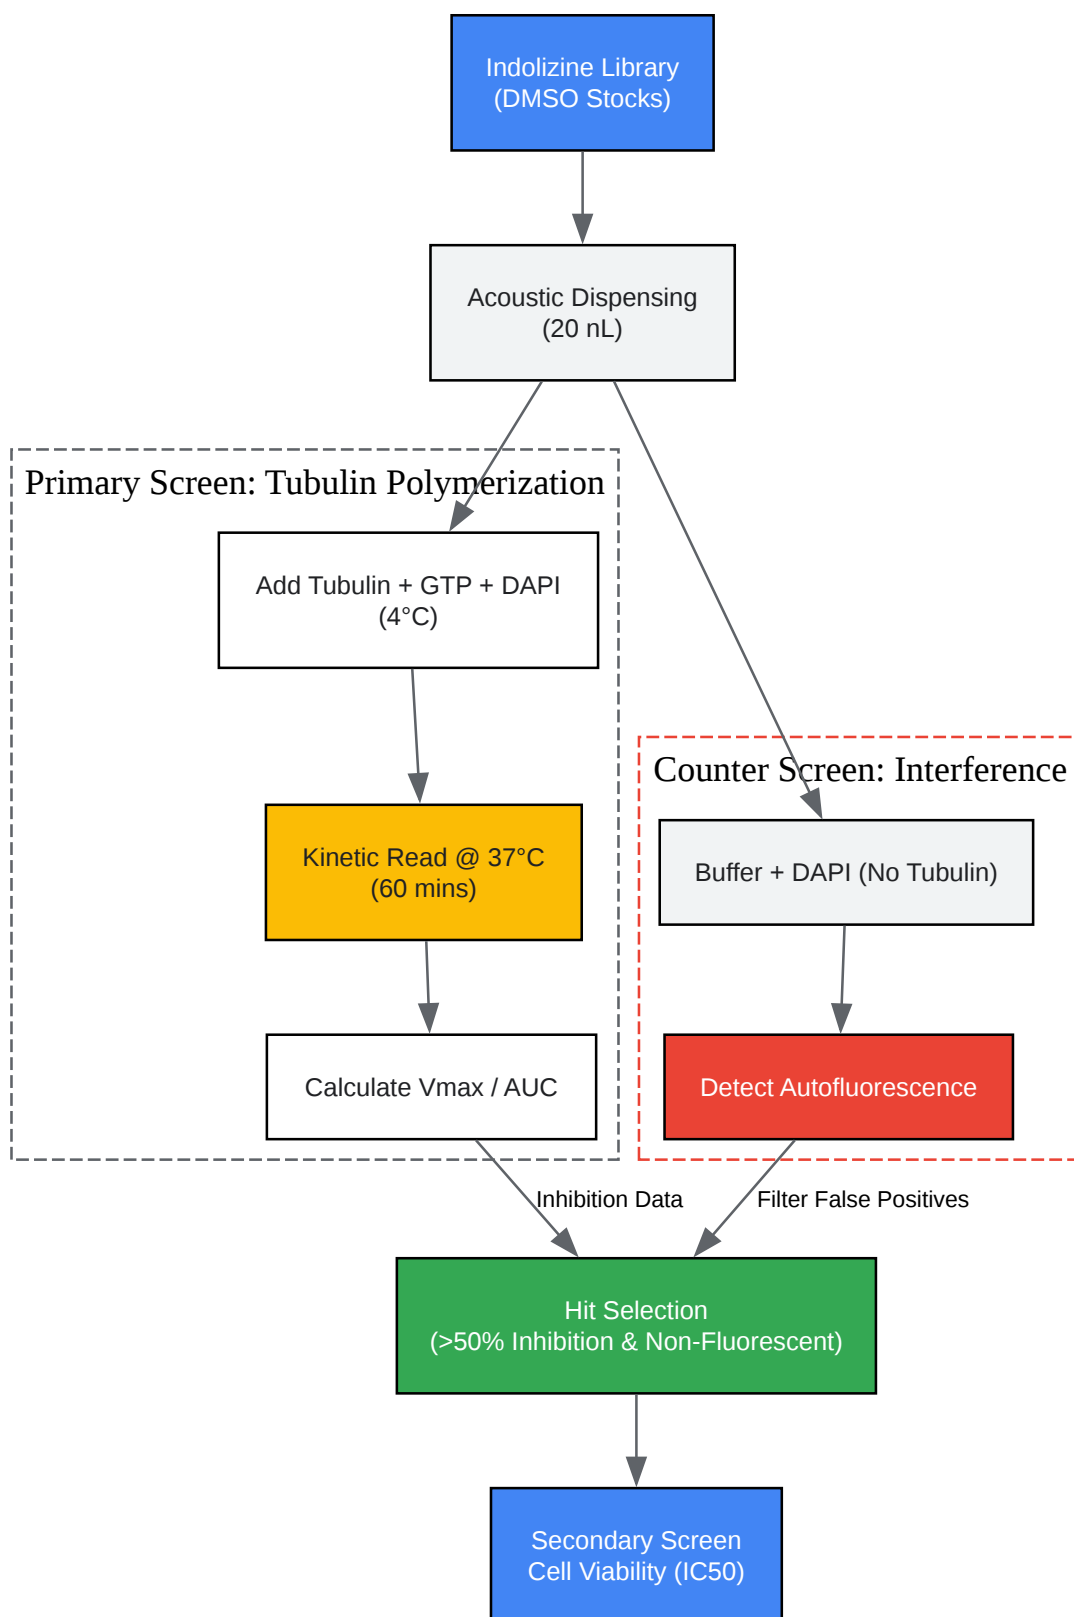 Indolizine Library
(DMSO Stocks)
Acoustic Dispensing
(20 nL)
Primary Screen: Tubulin Polymerization
Add Tubulin + GTP + DAPI
(4°C)
Kinetic Read @ 37°C
(60 mins)
Calculate Vmax / AUC
Counter Screen: Interference
Buffer + DAPI (No Tubulin)
Detect Autofluorescence
Inhibition Data
Filter False Positives
Hit Selection
(>50% Inhibition & Non-Fluorescent)
Secondary Screen
Cell Viability (IC50)